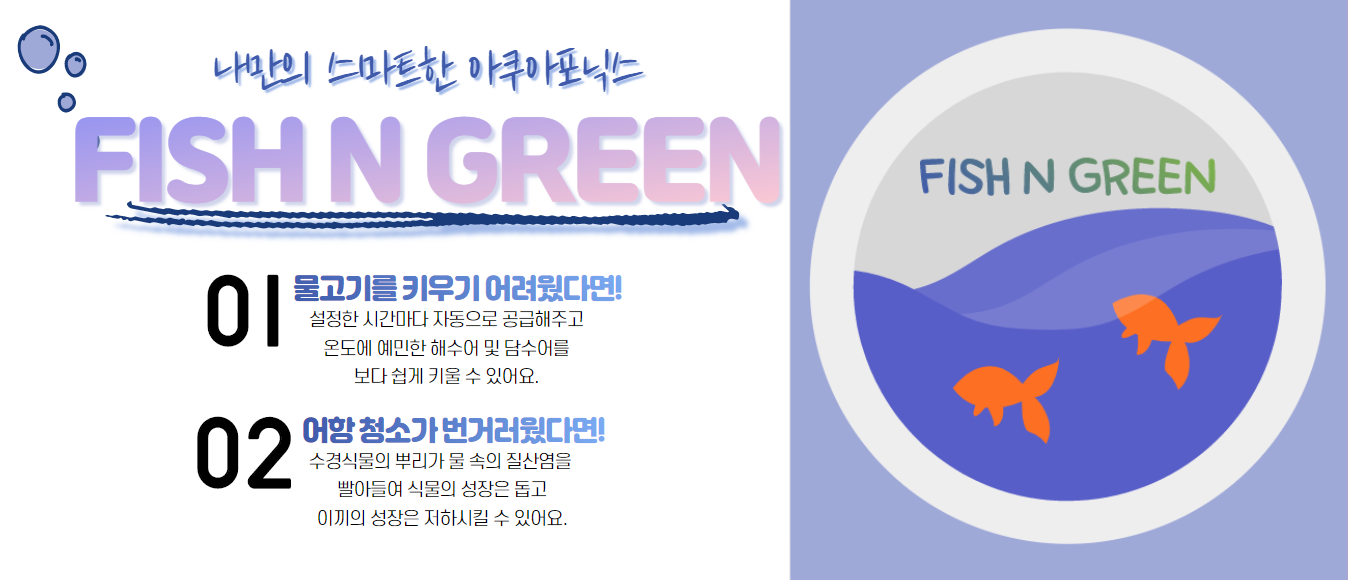 나만의 스마트한 아쿠아포닉스
FISH N GREEN
01
물고기를 키우기 어려웠다면!
설정한 시간마다 자동으로 공급해주고
온도에 예민한 해수어 및 담수어를
보다 쉽게 키울 수 있어요.
02
어항 청소가 번거러웠다면!
수경식물의 뿌리가 물 속의 질산염을
빨아들여 식물의 성장은 돕고
이끼의 성장은 저하시킬 수 있어요.
FISH N GREEN